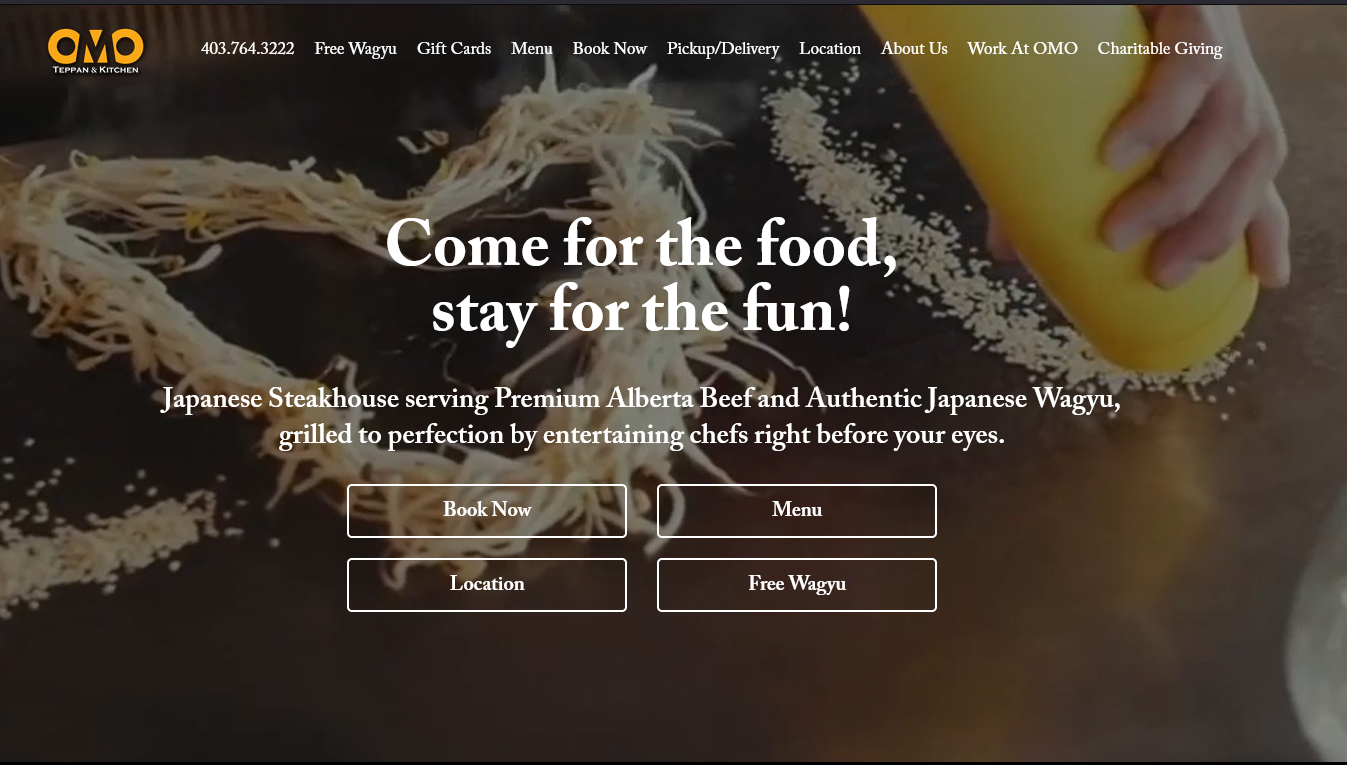 OMO
TEPPAN & KITCHEN
403.764.3222 Free Wagyu Gift Cards Menu Book Now Pickup/Delivery Location About Us Work At OMO Charitable Giving
Come for the food,
stay for the fun!
Japanese Steakhouse serving Premium Alberta Beef and Authentic Japanese Wagyu,
grilled to perfection by entertaining chefs right before your eyes.
Book Now Menu
Location Free Wagyu